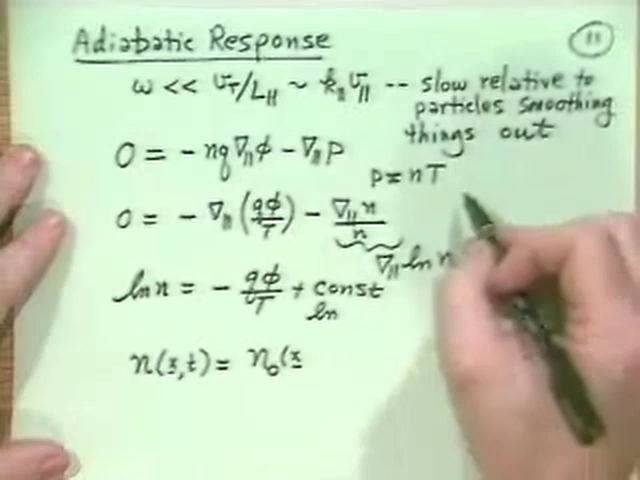 Adiabatic Response
11
ω << v_T/L_∥ ~ k_∥ v_∥ -- slow relative to
particles smoothing
things out
0 = - nq∇_∥φ - ∇_∥p
p = nT
0 = - ∇_∥(qφ/T) - ∇_∥n/n
∇_∥ ln n
ln n = - qφ/T + const
ln
n(x,t) = n_0(x